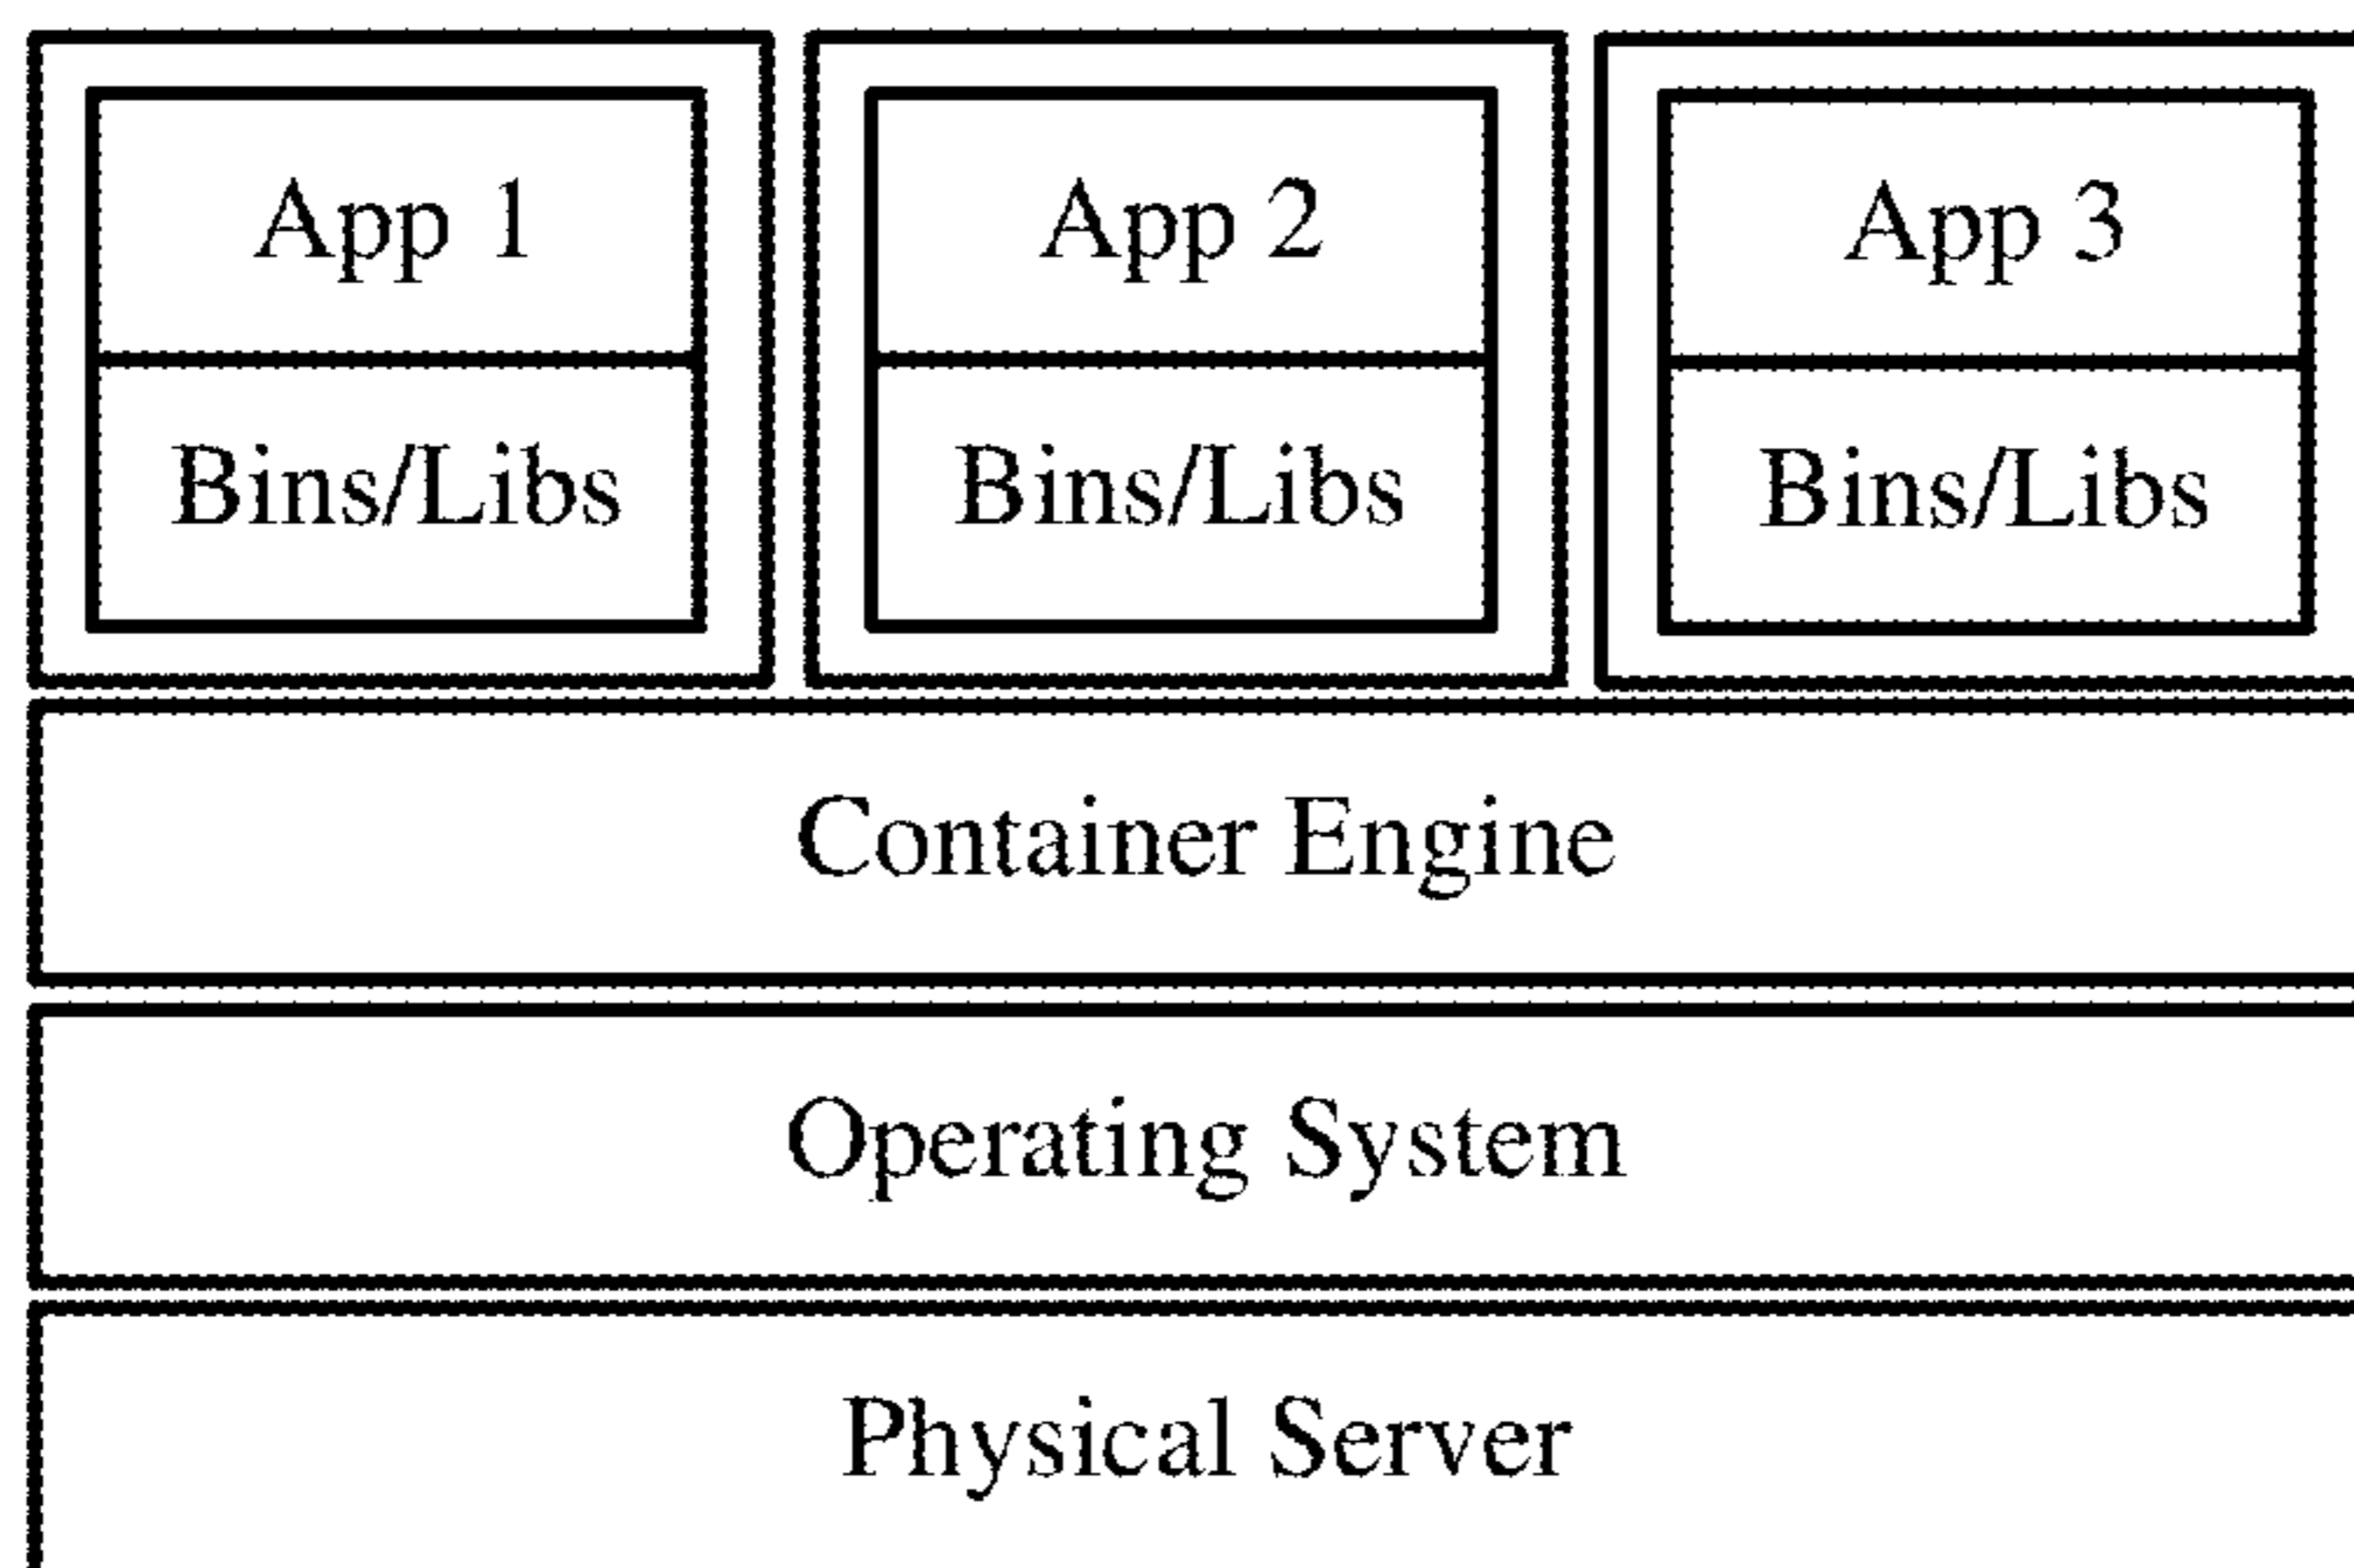 App 1
App 2
App 3
Bins/Libs
Bins/Libs
Bins/Libs
Container Engine
Operating System
Physical Server